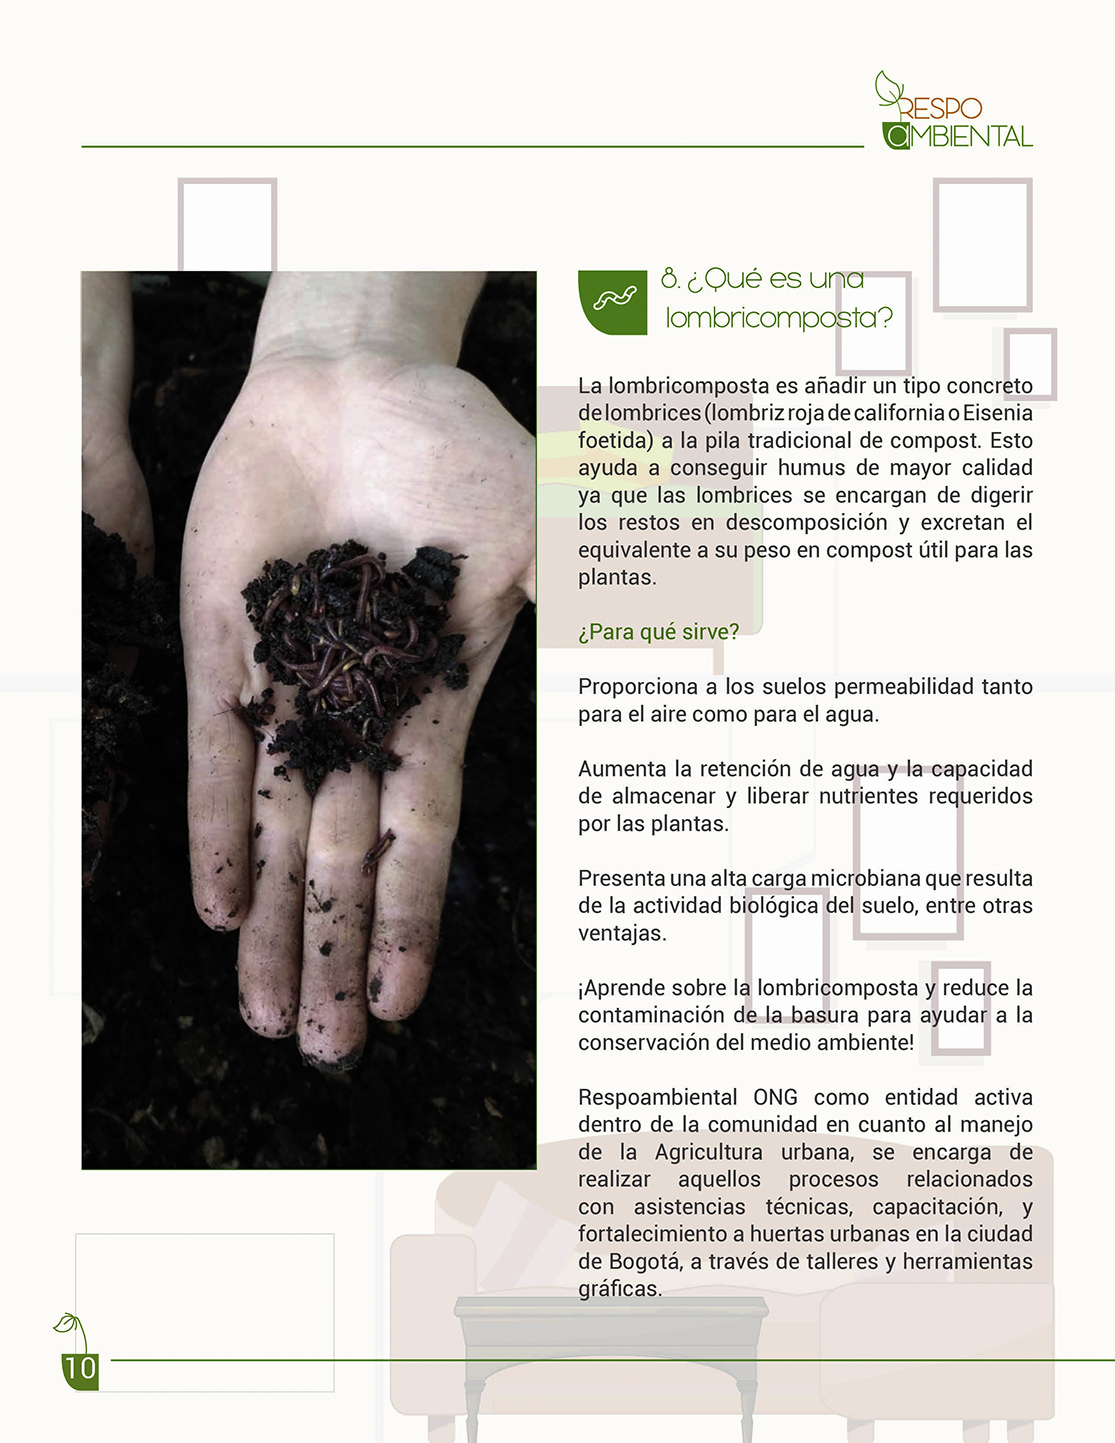 RESPO
AMBIENTAL
8. ¿Qué es una
lombricomposta?
La lombricomposta es añadir un tipo concreto
de lombrices (lombriz roja de california o Eisenia
foetida) a la pila tradicional de compost. Esto
ayuda a conseguir humus de mayor calidad
ya que las lombrices se encargan de digerir
los restos en descomposición y excretan el
equivalente a su peso en compost útil para las
plantas.
¿Para qué sirve?
Proporciona a los suelos permeabilidad tanto
para el aire como para el agua.
Aumenta la retención de agua y la capacidad
de almacenar y liberar nutrientes requeridos
por las plantas.
Presenta una alta carga microbiana que resulta
de la actividad biológica del suelo, entre otras
ventajas.
¡Aprende sobre la lombricomposta y reduce la
contaminación de la basura para ayudar a la
conservación del medio ambiente!
Respoambiental ONG como entidad activa
dentro de la comunidad en cuanto al manejo
de la Agricultura urbana, se encarga de
realizar aquellos procesos relacionados
con asistencias técnicas, capacitación, y
fortalecimiento a huertas urbanas en la ciudad
de Bogotá, a través de talleres y herramientas
gráficas.
10